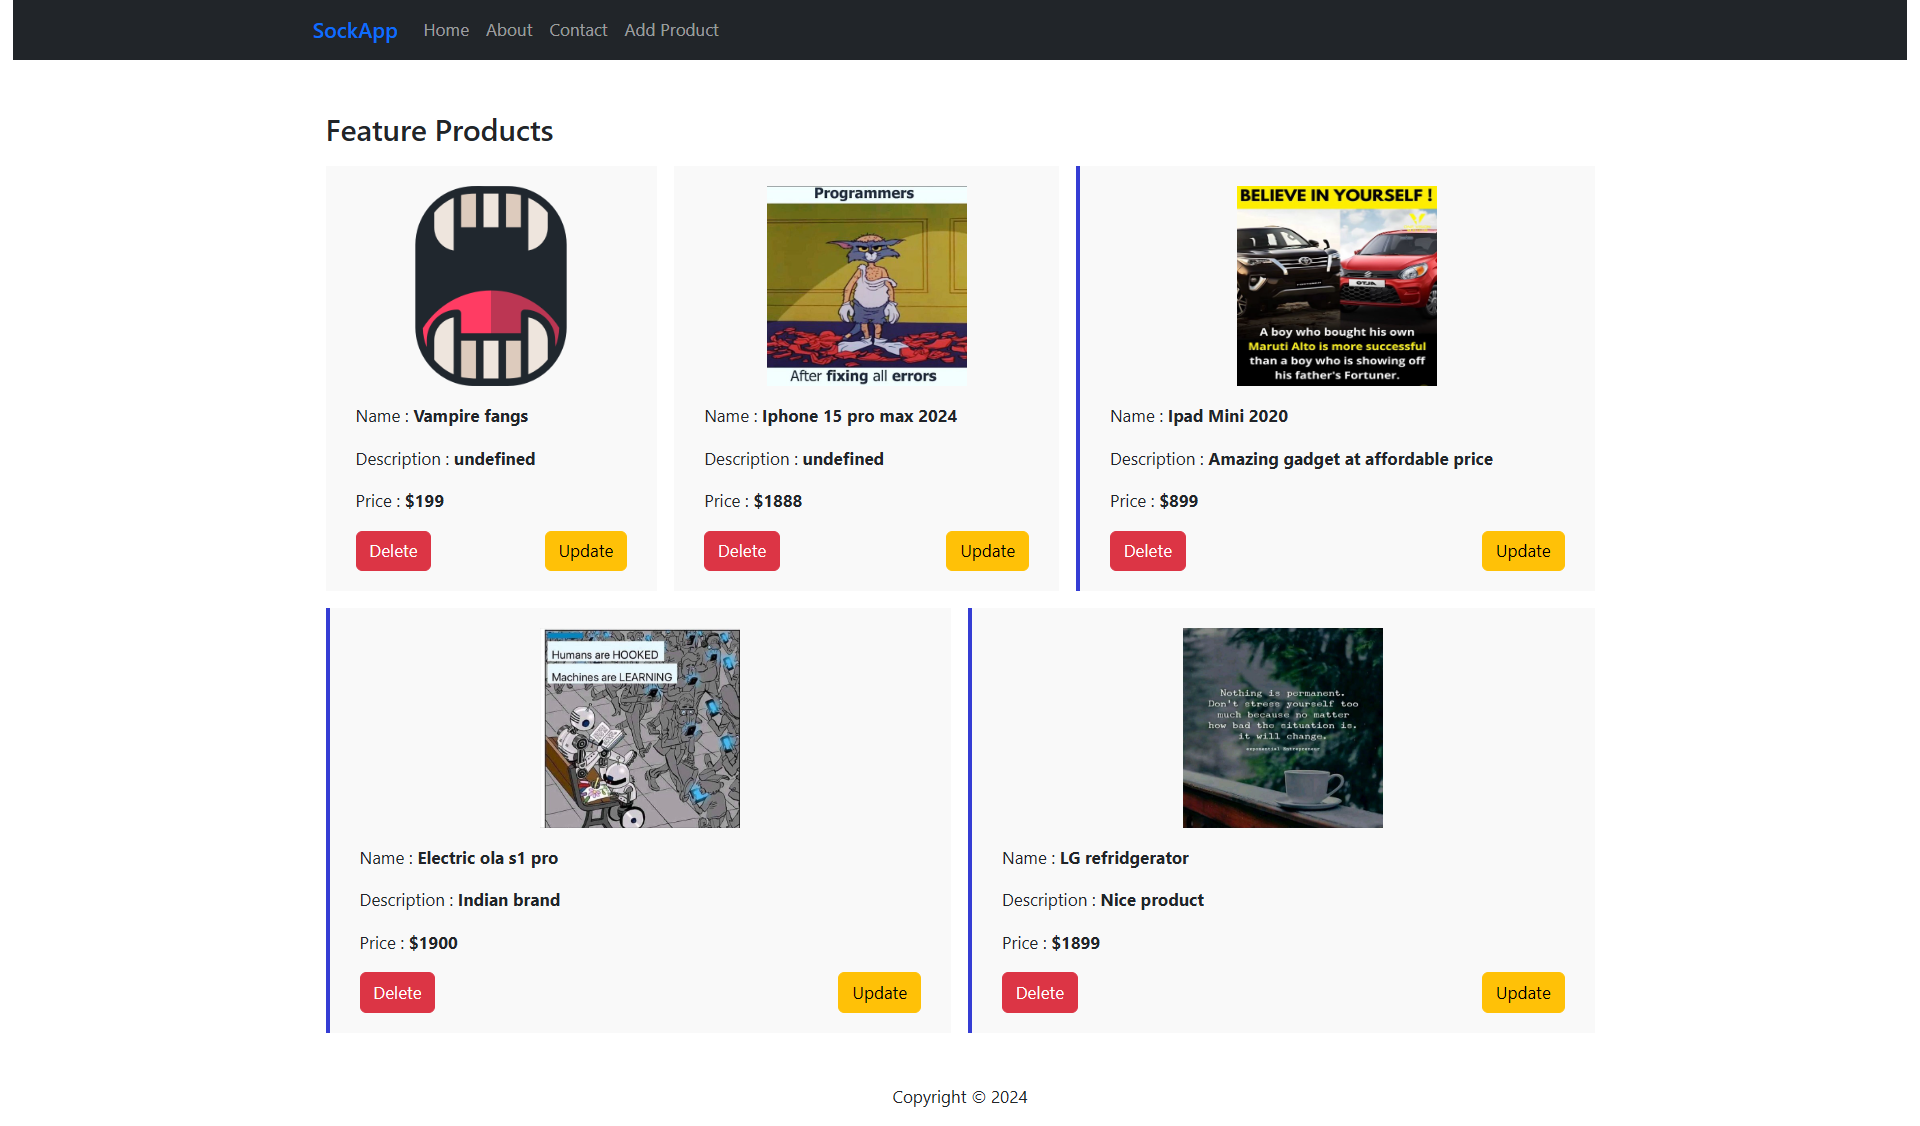 SockApp Home About Contact Add Product
Feature Products
Programmers
After fixing all errors
BELIEVE IN YOURSELF !
A boy who bought his own
Maruti Alto is more successful
than a boy who is showing off
his father's Fortuner.
Name : Vampire fangs
Description : undefined
Price : $199
Delete Update
Name : Iphone 15 pro max 2024
Description : undefined
Price : $1888
Delete Update
Name : Ipad Mini 2020
Description : Amazing gadget at affordable price
Price : $899
Delete Update
Humans are HOOKED
Machines are LEARNING
Nothing is permanent.
Don't stress yourself too
much because no matter
how bad the situation is.
it will change.
Name : Electric ola s1 pro
Description : Indian brand
Price : $1900
Delete Update
Name : LG refridgerator
Description : Nice product
Price : $1899
Delete Update
Copyright © 2024